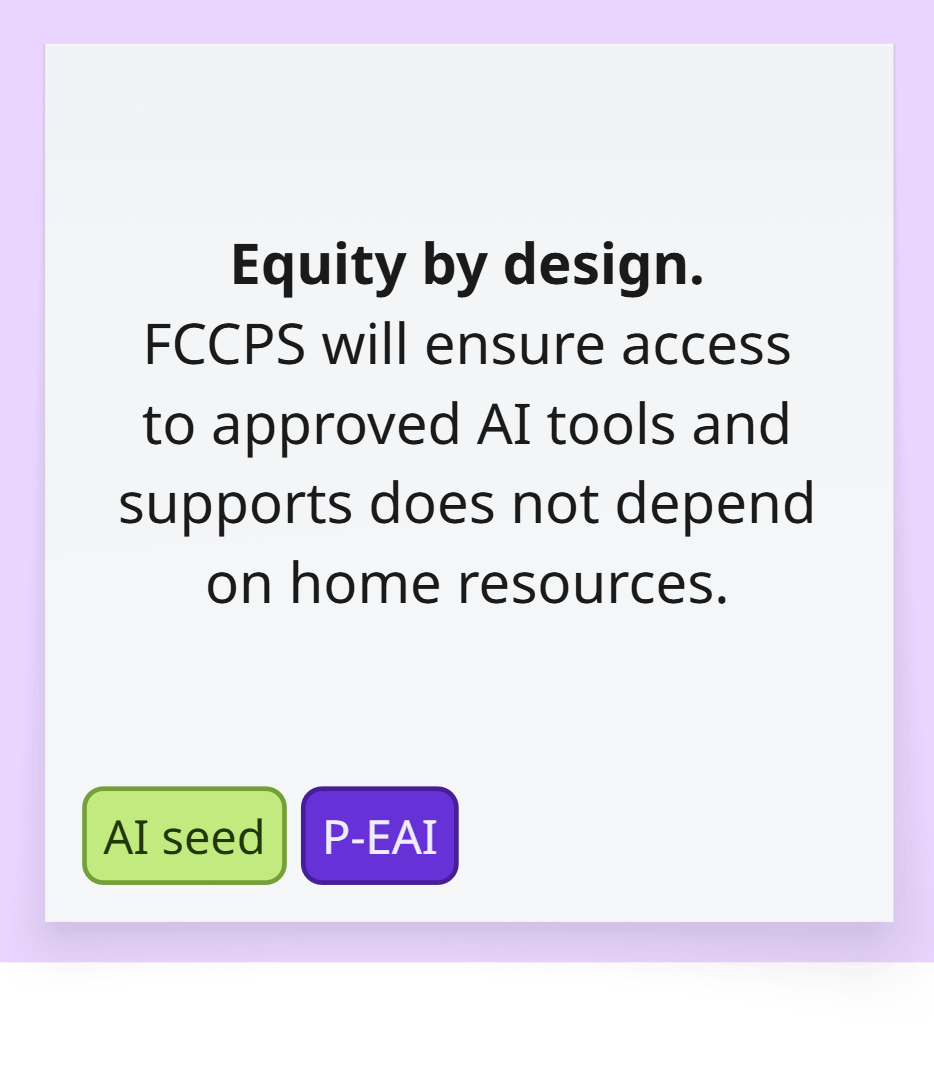 Equity by design.
FCCPS will ensure access
to approved AI tools and
supports does not depend
on home resources.
AI seed
P-EAI